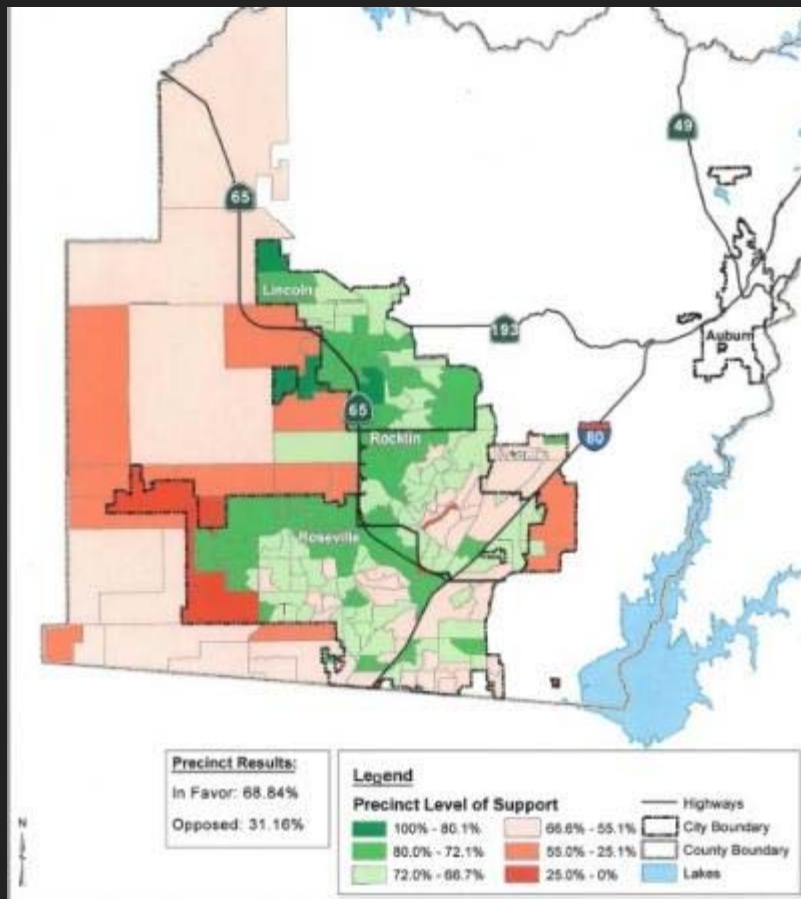 49
65
Lincoln
193
Auburn
65
Rocklin
80
Roseville
Precinct Results:
In Favor: 68.84%
Opposed: 31.16%
Legend
Precinct Level of Support
100% - 80.1%
80.0% - 72.1%
72.0% - 66.7%
66.6% - 55.1%
55.0% - 25.1%
25.0% - 0%
Highways
City Boundary
County Boundary
Lakes
N